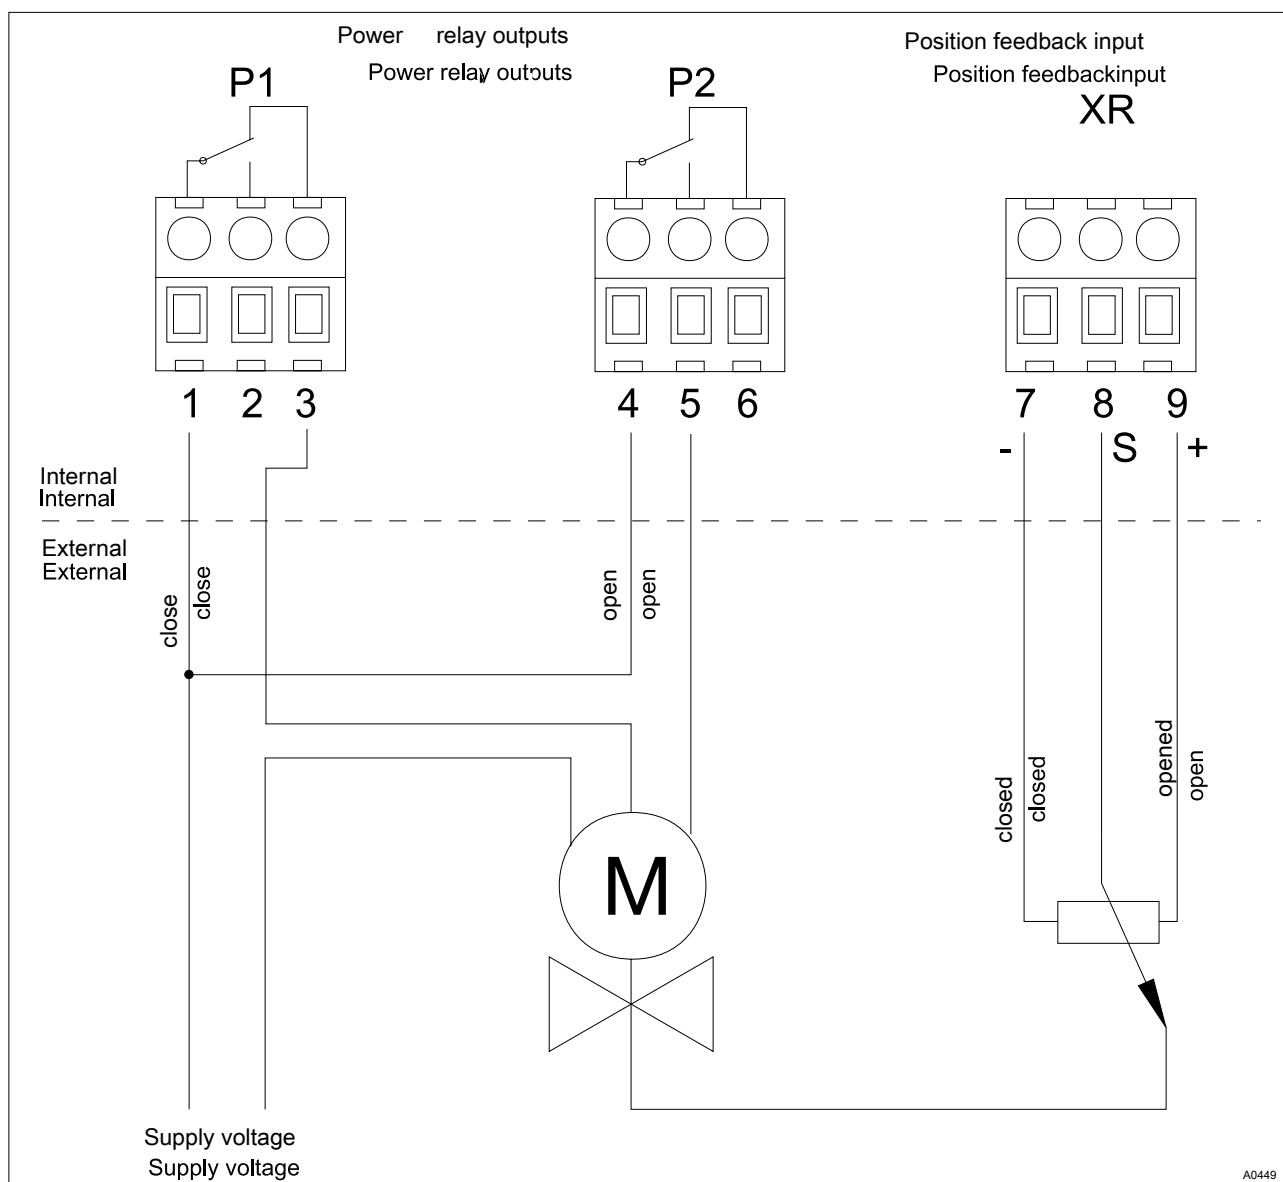 Power relay outputs
Power relay outputs
Position feedback input
Position feedbackinput
P1
P2
XR
1 2 3
4 5 6
7 8 9
- S +
Internal
Internal
External
External
close
close
open
open
closed
closed
opened
open
M
Supply voltage
Supply voltage
A0449